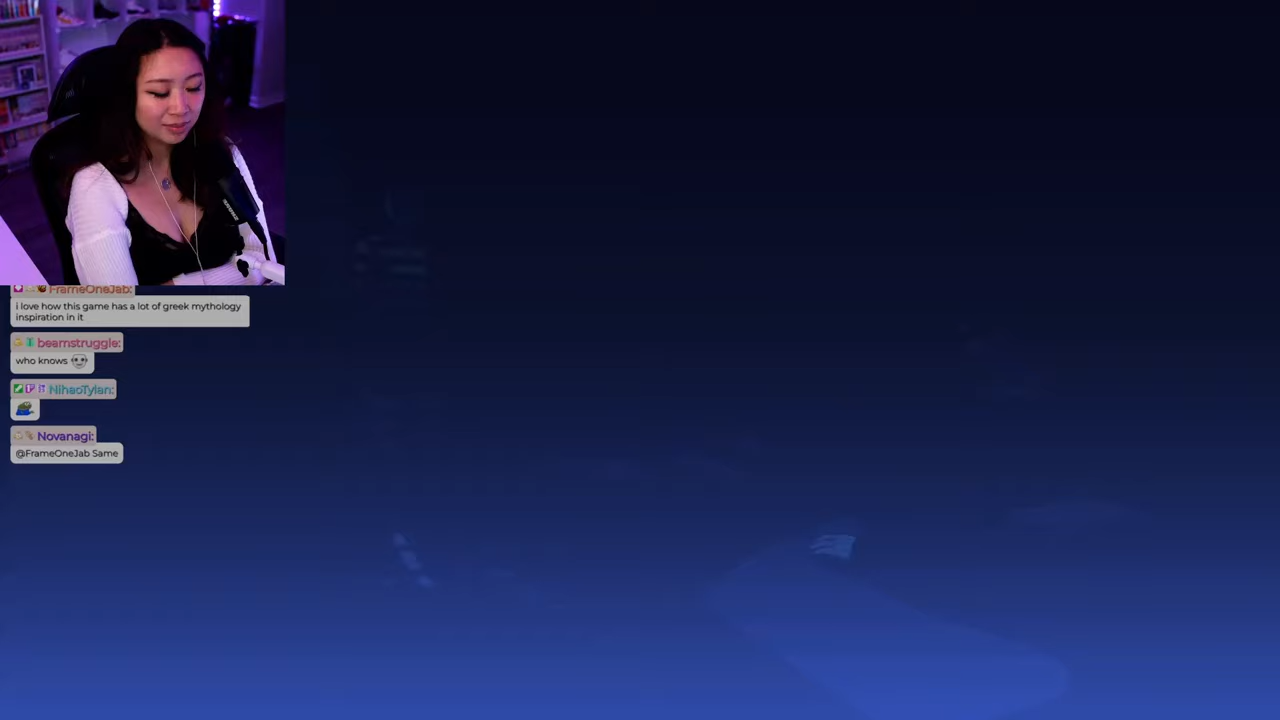 FrameOneJab:
i love how this game has a lot of greek mythology
inspiration in it
beamstruggle:
who knows
NihaoTylan:
Novanagi:
@FrameOneJab Same